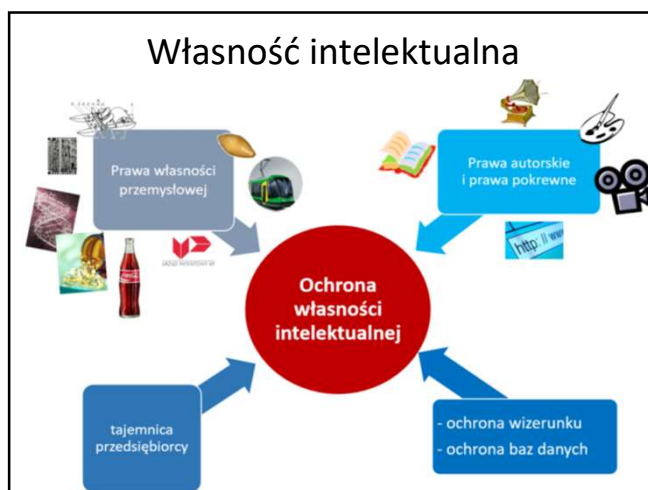 Własność intelektualna
Prawa własności
przemysłowej
Prawa autorskie
i prawa pokrewne
http://www
Ochrona
własności
intelektualnej
tajemnica
przedsiębiorcy
- ochrona wizerunku
- ochrona baz danych